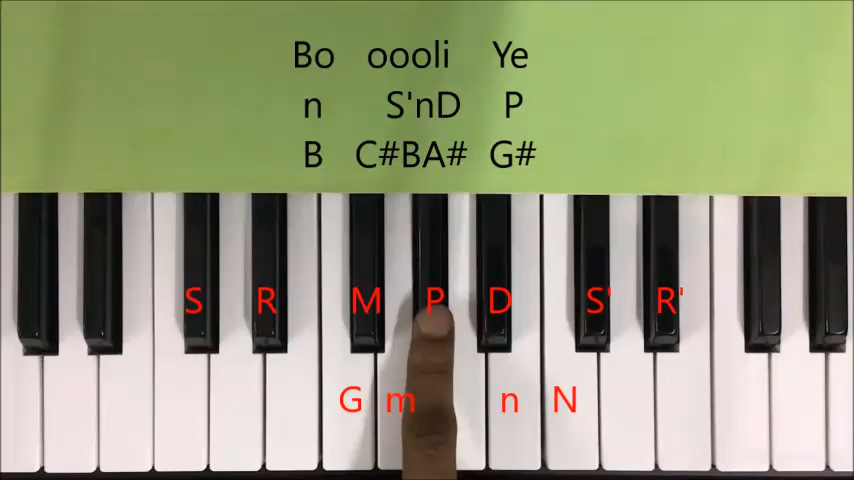 Bo oooli Ye
n S'nD P
B C#BA# G#
S R M P D S' R'
G m n N